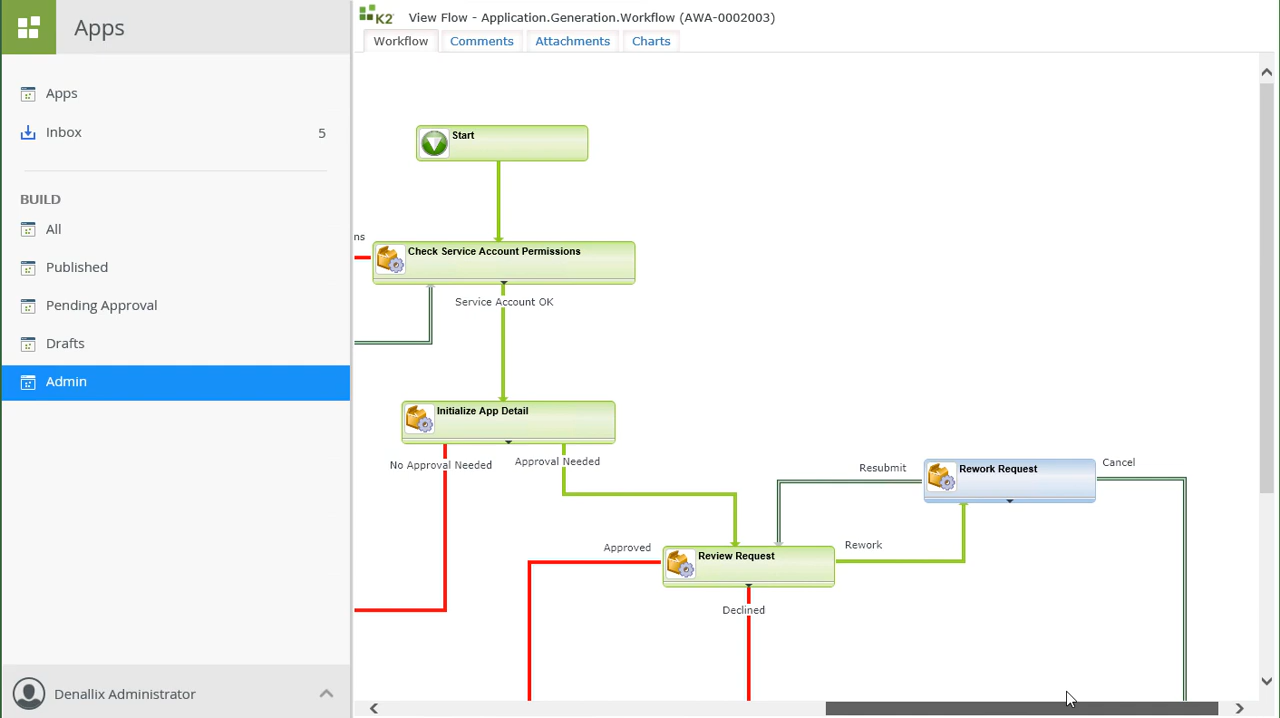 Apps
Apps
Inbox 5
BUILD
All
Published
Pending Approval
Drafts
Admin
Denallix Administrator
K2 View Flow - Application.Generation.Workflow (AWA-0002003)
Workflow Comments Attachments Charts
Start
ns
Check Service Account Permissions
Service Account OK
Initialize App Detail
No Approval Needed
Approval Needed
Resubmit
Rework Request
Cancel
Approved
Review Request
Rework
Declined